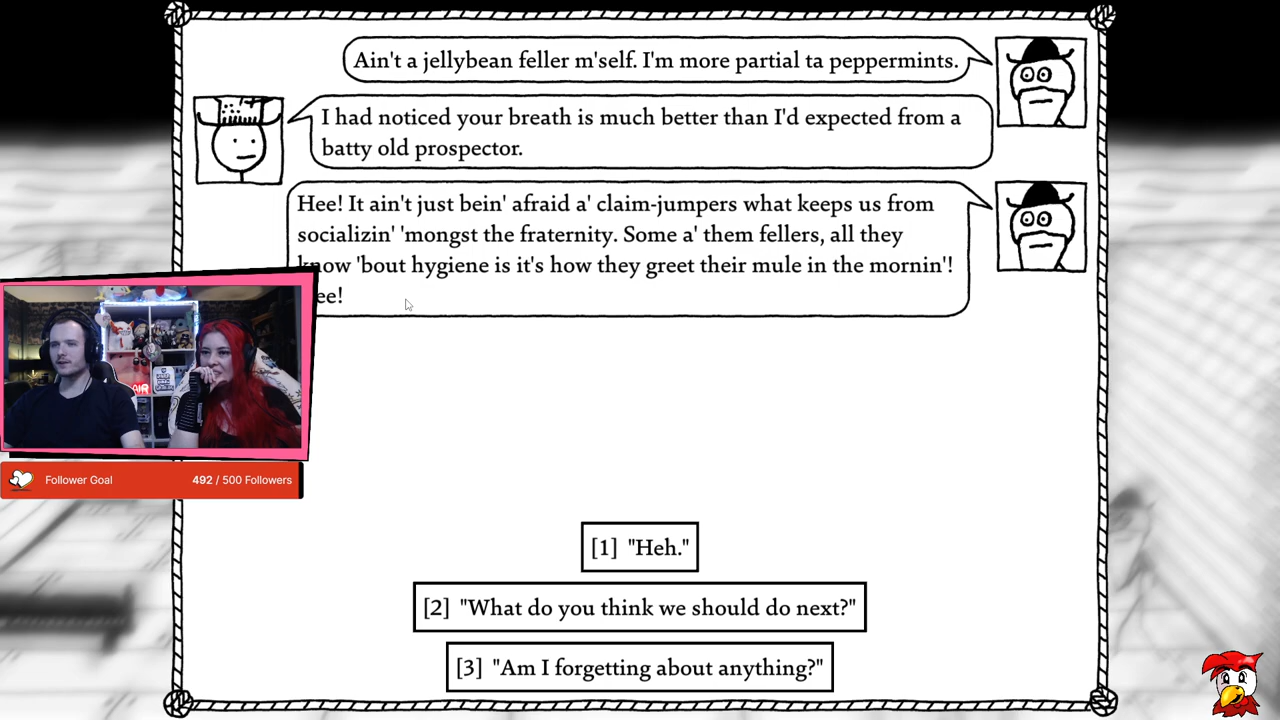 Ain't a jellybean feller m'self. I'm more partial ta peppermints.
I had noticed your breath is much better than I'd expected from a
batty old prospector.
Hee! It ain't just bein' afraid a' claim-jumpers what keeps us from
socializin' 'mongst the fraternity. Some a' them fellers, all they
know 'bout hygiene is it's how they greet their mule in the mornin'!
ee!
AIR
Follower Goal
492 / 500 Followers
[1] "Heh."
[2] "What do you think we should do next?"
[3] "Am I forgetting about anything?"